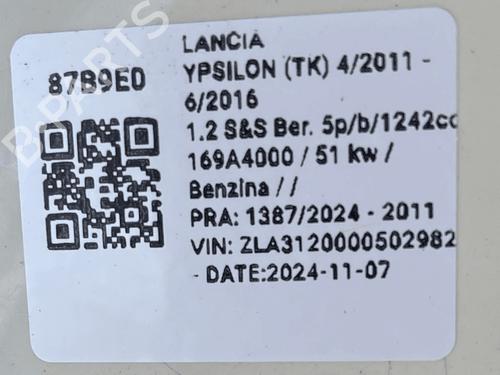 87B9E0
LANCIA
YPSILON (TK) 4/2011 -
6/2016
1.2 S&S Ber. 5p/b/1242cc
169A4000 / 51 kw /
Benzina / /
PRA: 1387/2024 - 2011
VIN: ZLA3120000502982
- DATE:2024-11-07
B-PARTS